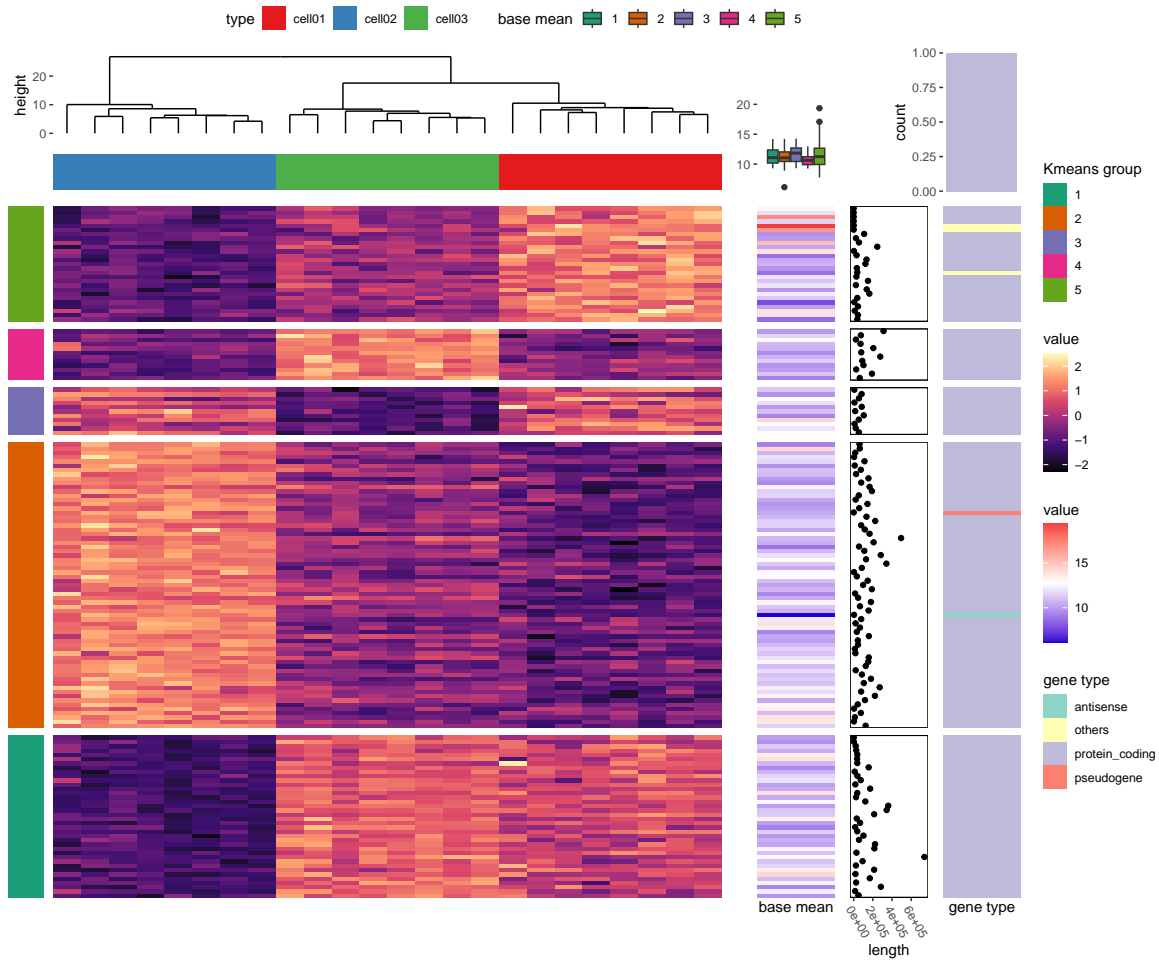 type cell01 cell02 cell03 base mean 1 2 3 4 5
height
20
10
0
20
15
10
count
1.00
0.75
0.50
0.25
0.00
Kmeans group
1
2
3
4
5
value
2
1
0
−1
−2
value
15
10
gene type
antisense
others
protein_coding
pseudogene
base mean
0e+00
2e+05
4e+05
6e+05
length
gene type